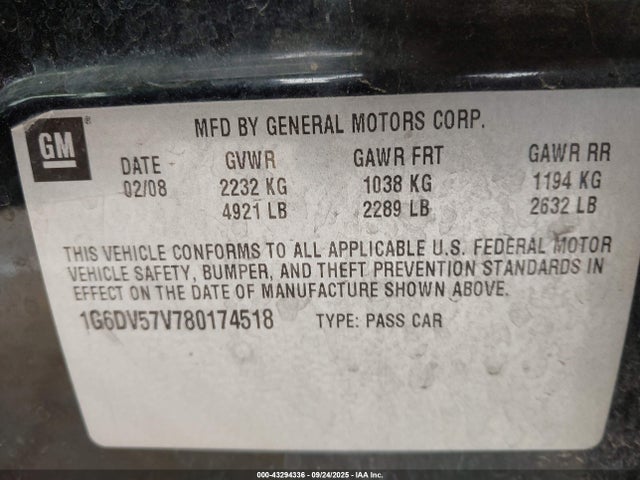 GM ®
MFD BY GENERAL MOTORS CORP.
DATE GVWR GAWR FRT GAWR RR
02/08 2232 KG 1038 KG 1194 KG
4921 LB 2289 LB 2632 LB
THIS VEHICLE CONFORMS TO ALL APPLICABLE U.S. FEDERAL MOTOR
VEHICLE SAFETY, BUMPER, AND THEFT PREVENTION STANDARDS IN
EFFECT ON THE DATE OF MANUFACTURE SHOWN ABOVE.
1G6DV57V780174518 TYPE: PASS CAR
000-43294336 - 09/24/2025 - IAA Inc.